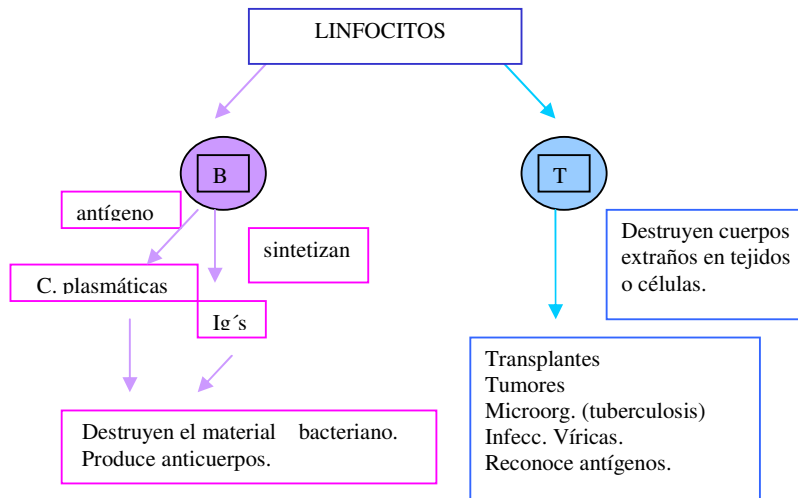 LINFOCITOS
B
T
antígeno
sintetizan
C. plasmáticas
Ig´s
Destruyen el material bacteriano.
Produce anticuerpos.
Destruyen cuerpos
extraños en tejidos
o células.
Transplantes
Tumores
Microorg. (tuberculosis)
Infecc. Víricas.
Reconoce antígenos.